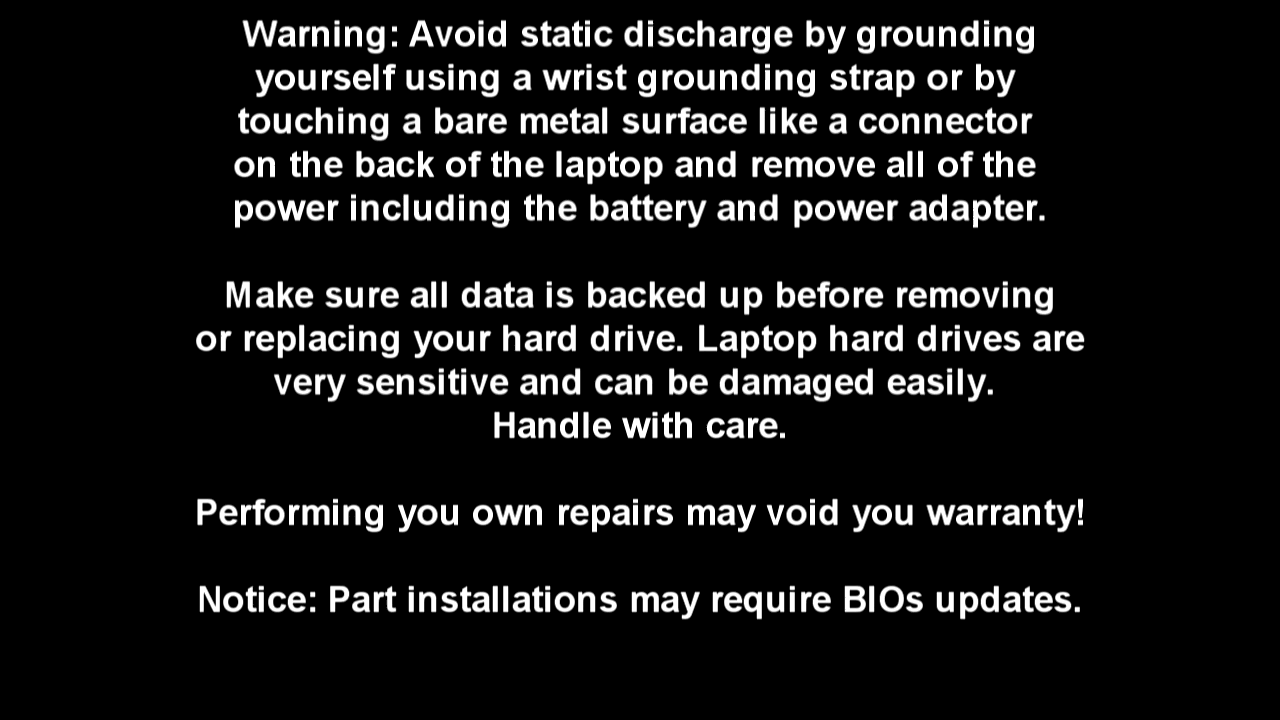 Warning: Avoid static discharge by grounding
yourself using a wrist grounding strap or by
touching a bare metal surface like a connector
on the back of the laptop and remove all of the
power including the battery and power adapter.
Make sure all data is backed up before removing
or replacing your hard drive. Laptop hard drives are
very sensitive and can be damaged easily.
Handle with care.
Performing you own repairs may void you warranty!
Notice: Part installations may require BIOs updates.